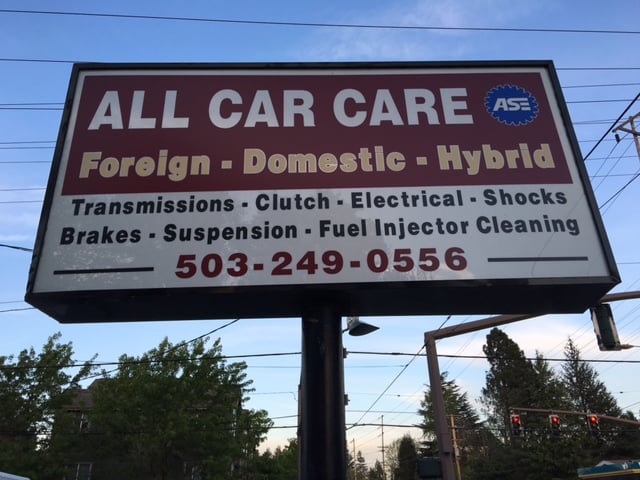 ALL CAR CARE
ASE
Foreign - Domestic - Hybrid
Transmissions - Clutch - Electrical - Shocks
Brakes - Suspension - Fuel Injector Cleaning
503-249-0556